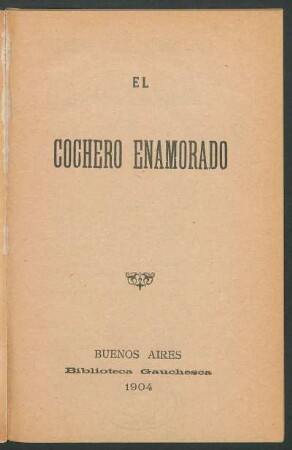 EL
COCHERO ENAMORADO
BUENOS AIRES
Biblioteca Gauchesca
1904